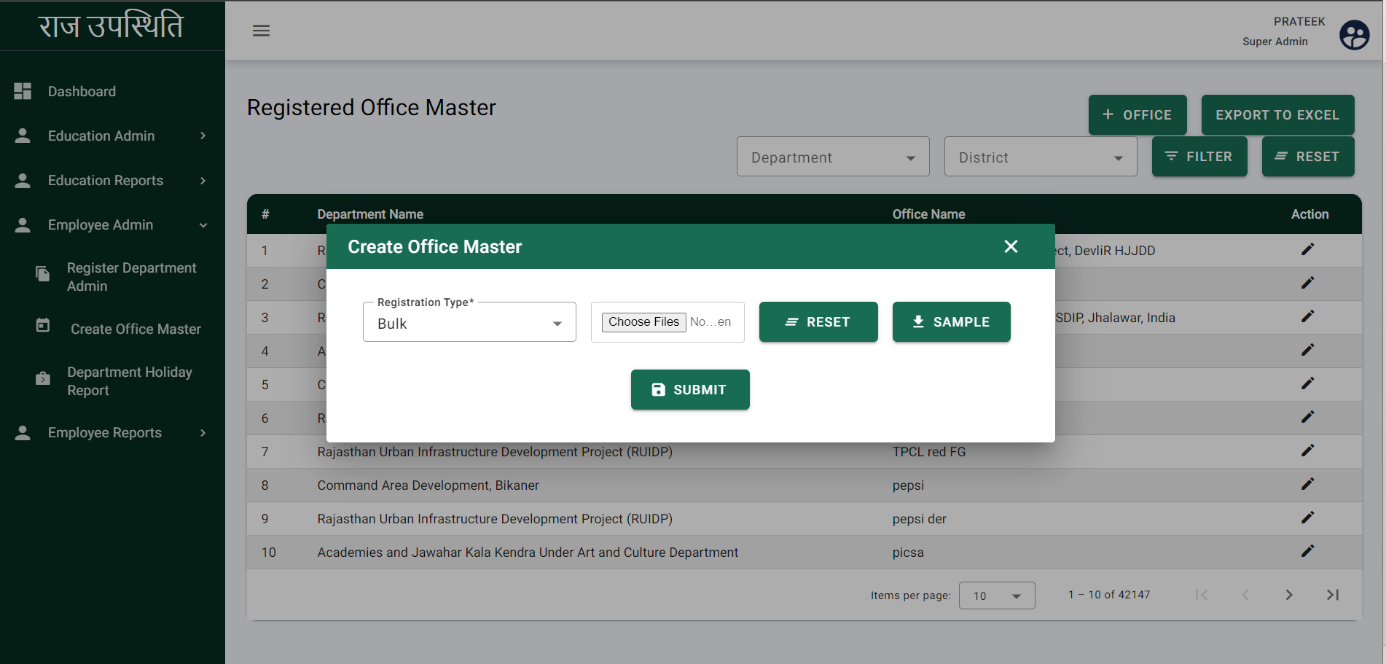 राज उपस्थिति
PRATEEK
Super Admin
Dashboard
Education Admin
Education Reports
Employee Admin
Register Department
Admin
Create Office Master
Department Holiday
Report
Employee Reports
Registered Office Master
+ OFFICE
EXPORT TO EXCEL
Department
District
FILTER
RESET
# Department Name Office Name Action
Create Office Master
Registration Type*
Bulk
Choose Files No...en
RESET
SAMPLE
SUBMIT
1 R ect, DevliR HJJDD
2 C
3 R SDIP, Jhalawar, India
4 A
5 C
6 R
7 Rajasthan Urban Infrastructure Development Project (RUIDP) TPCL red FG
8 Command Area Development, Bikaner pepsi
9 Rajasthan Urban Infrastructure Development Project (RUIDP) pepsi der
10 Academies and Jawahar Kala Kendra Under Art and Culture Department picsa
Items per page: 10 1 – 10 of 42147